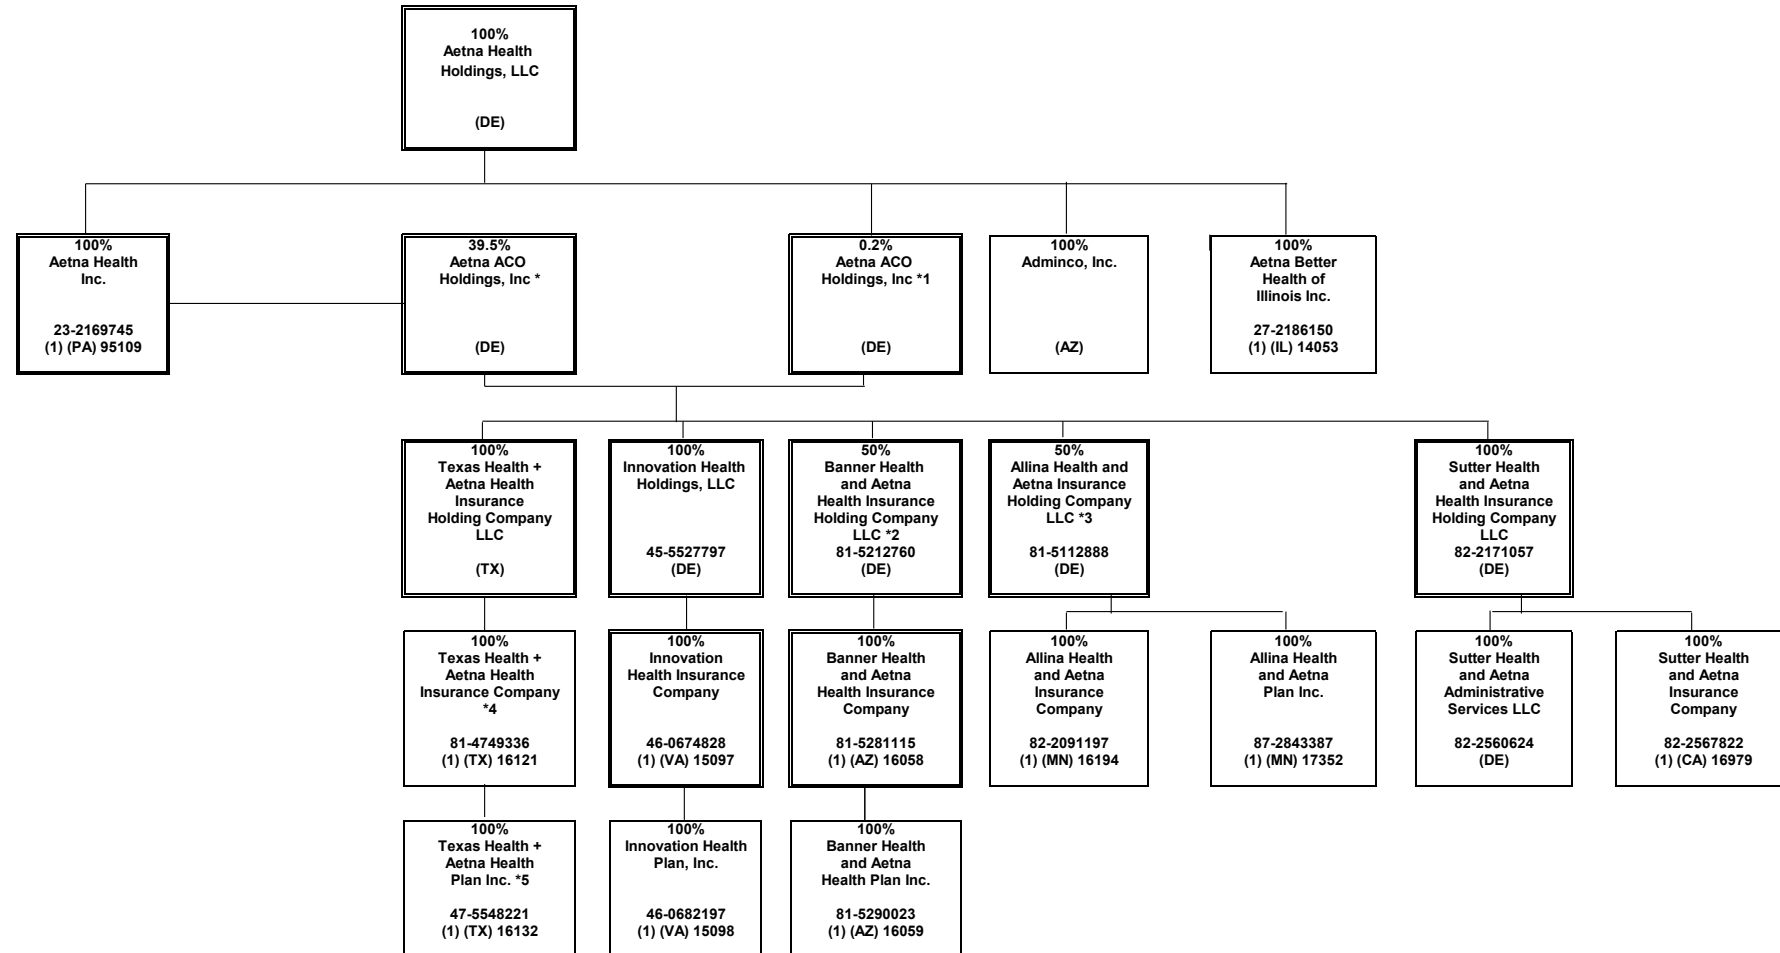 100%
Aetna Health
Holdings, LLC
(DE)
100%
Aetna Health
Inc.
23-2169745
(1) (PA) 95109
39.5%
Aetna ACO
Holdings, Inc *
(DE)
0.2%
Aetna ACO
Holdings, Inc *1
(DE)
100%
Adminco, Inc.
(AZ)
100%
Aetna Better
Health of
Illinois Inc.
27-2186150
(1) (IL) 14053
100%
Texas Health +
Aetna Health
Insurance
Holding Company
LLC
(TX)
100%
Innovation Health
Holdings, LLC
45-5527797
(DE)
50%
Banner Health
and Aetna
Health Insurance
Holding Company
LLC *2
81-5212760
(DE)
50%
Allina Health and
Aetna Insurance
Holding Company
LLC *3
81-5112888
(DE)
100%
Sutter Health
and Aetna
Health Insurance
Holding Company
LLC
82-2171057
(DE)
100%
Texas Health +
Aetna Health
Insurance Company
*4
81-4749336
(1) (TX) 16121
100%
Innovation
Health Insurance
Company
46-0674828
(1) (VA) 15097
100%
Banner Health
and Aetna
Health Insurance
Company
81-5281115
(1) (AZ) 16058
100%
Allina Health
and Aetna
Insurance
Company
82-2091197
(1) (MN) 16194
100%
Allina Health
and Aetna
Plan Inc.
87-2843387
(1) (MN) 17352
100%
Sutter Health
and Aetna
Administrative
Services LLC
82-2560624
(DE)
100%
Sutter Health
and Aetna
Insurance
Company
82-2567822
(1) (CA) 16979
100%
Texas Health +
Aetna Health
Plan Inc. *5
47-5548221
(1) (TX) 16132
100%
Innovation Health
Plan, Inc.
46-0682197
(1) (VA) 15098
100%
Banner Health
and Aetna
Health Plan Inc.
81-5290023
(1) (AZ) 16059